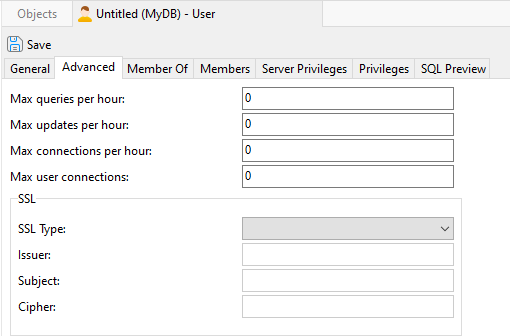 Objects Untitled (MyDB) - User
Save
General Advanced Member Of Members Server Privileges Privileges SQL Preview
Max queries per hour: 0
Max updates per hour: 0
Max connections per hour: 0
Max user connections: 0
SSL
SSL Type:
Issuer:
Subject:
Cipher: